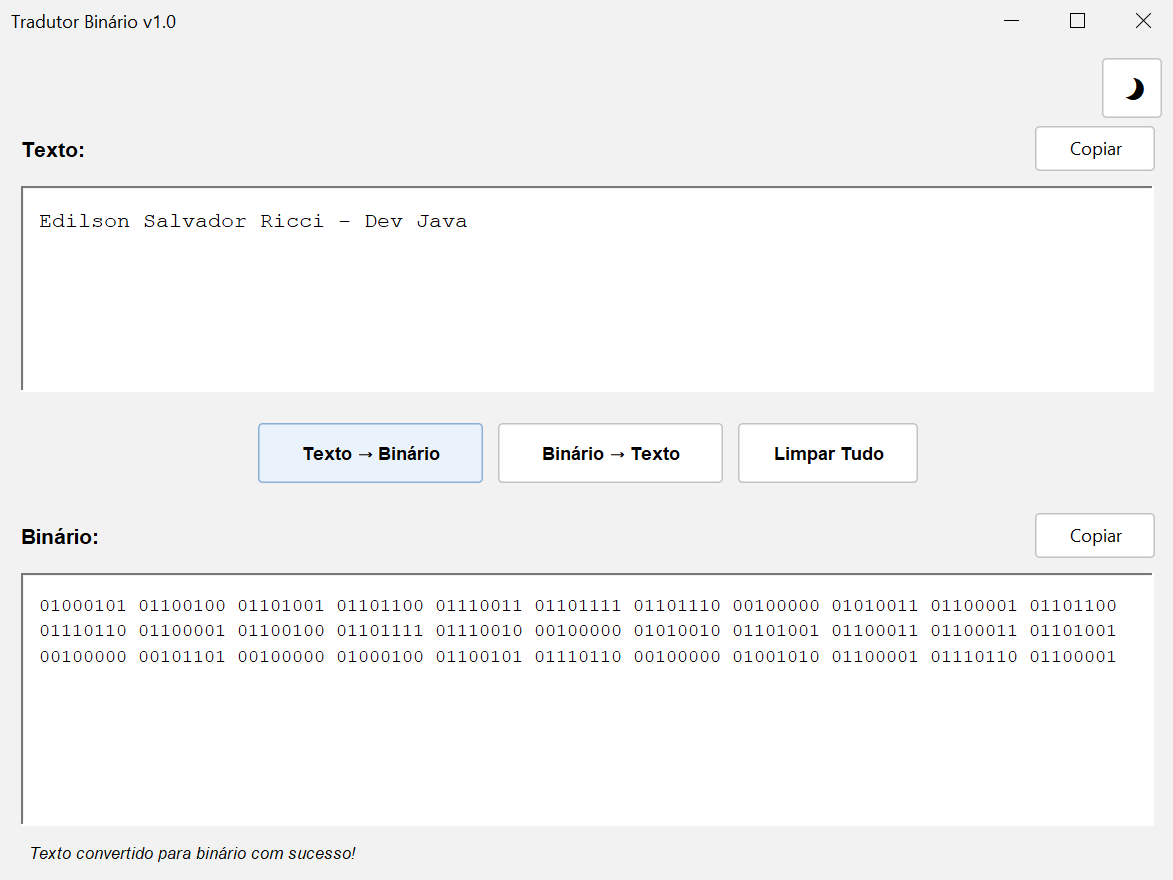 Tradutor Binário v1.0
Texto:
Copiar
Edilson Salvador Ricci - Dev Java
Texto → Binário
Binário → Texto
Limpar Tudo
Binário:
Copiar
01000101 01100100 01101001 01101100 01110011 01101111 01101110 00100000 01010011 01100001 01101100
01110110 01100001 01100100 01101111 01110010 00100000 01010010 01101001 01100011 01100011 01101001
00100000 00101101 00100000 01000100 01100101 01110110 00100000 01001010 01100001 01110110 01100001
Texto convertido para binário com sucesso!